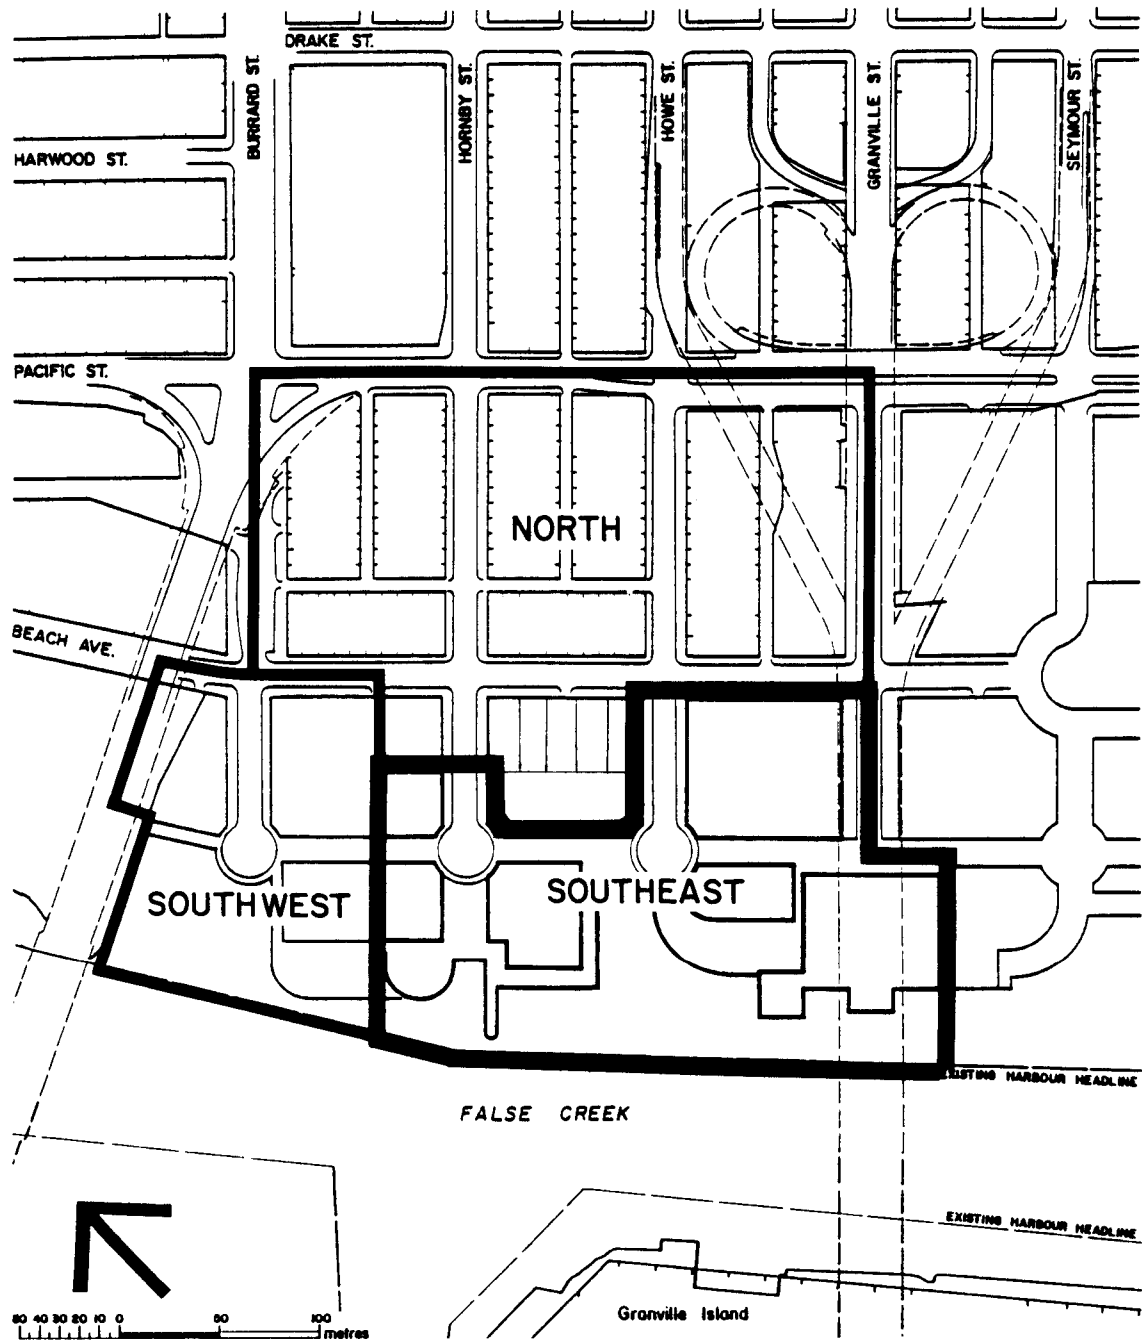 DRAKE ST.
BURRARD ST.
HORNBY ST.
HOWE ST.
GRANVILLE ST.
SEYMOUR ST.
HARWOOD ST.
PACIFIC ST.
NORTH
BEACH AVE.
SOUTHWEST
SOUTHEAST
EXISTING HARBOUR HEADLINE
FALSE CREEK
EXISTING HARBOUR HEADLINE
Granville Island
50 40 30 20 10 0 50 100
metres